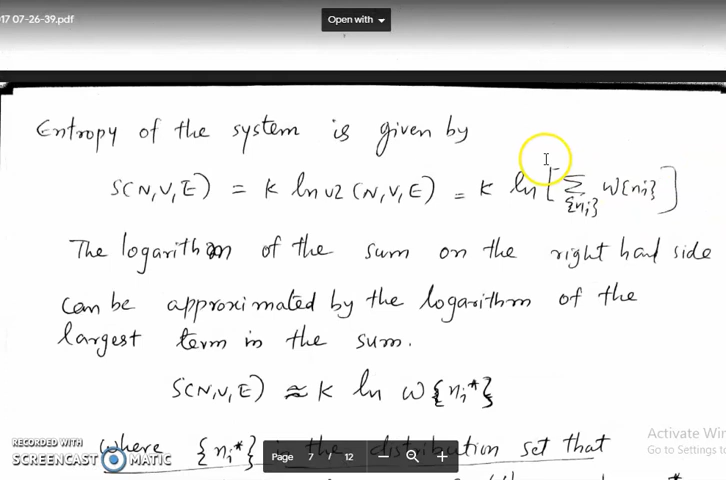 17 07-26-39.pdf
Open with
Entropy of the system is given by
S(N,V,E) = K ln Ω (N,V,E) = K ln [ Σ_{ni} W{ni} ]
The logarithm of the sum on the right hand side
can be approximated by the logarithm of the
largest term in the sum.
S(N,V,E) ≈ K ln W{ni*}
where {ni*} is the distribution set that
Page 7 / 12
RECORDED WITH
SCREENCAST MATIC
Activate Win
Go to Settings t